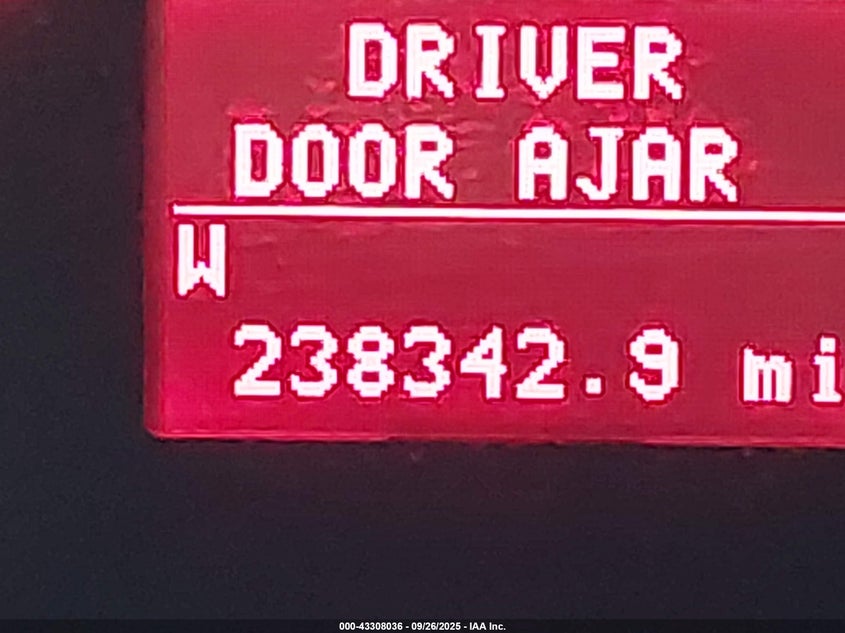 DRIVER
DOOR AJAR
W
238342.9 mi
000-43308036 - 09/26/2025 - IAA Inc.